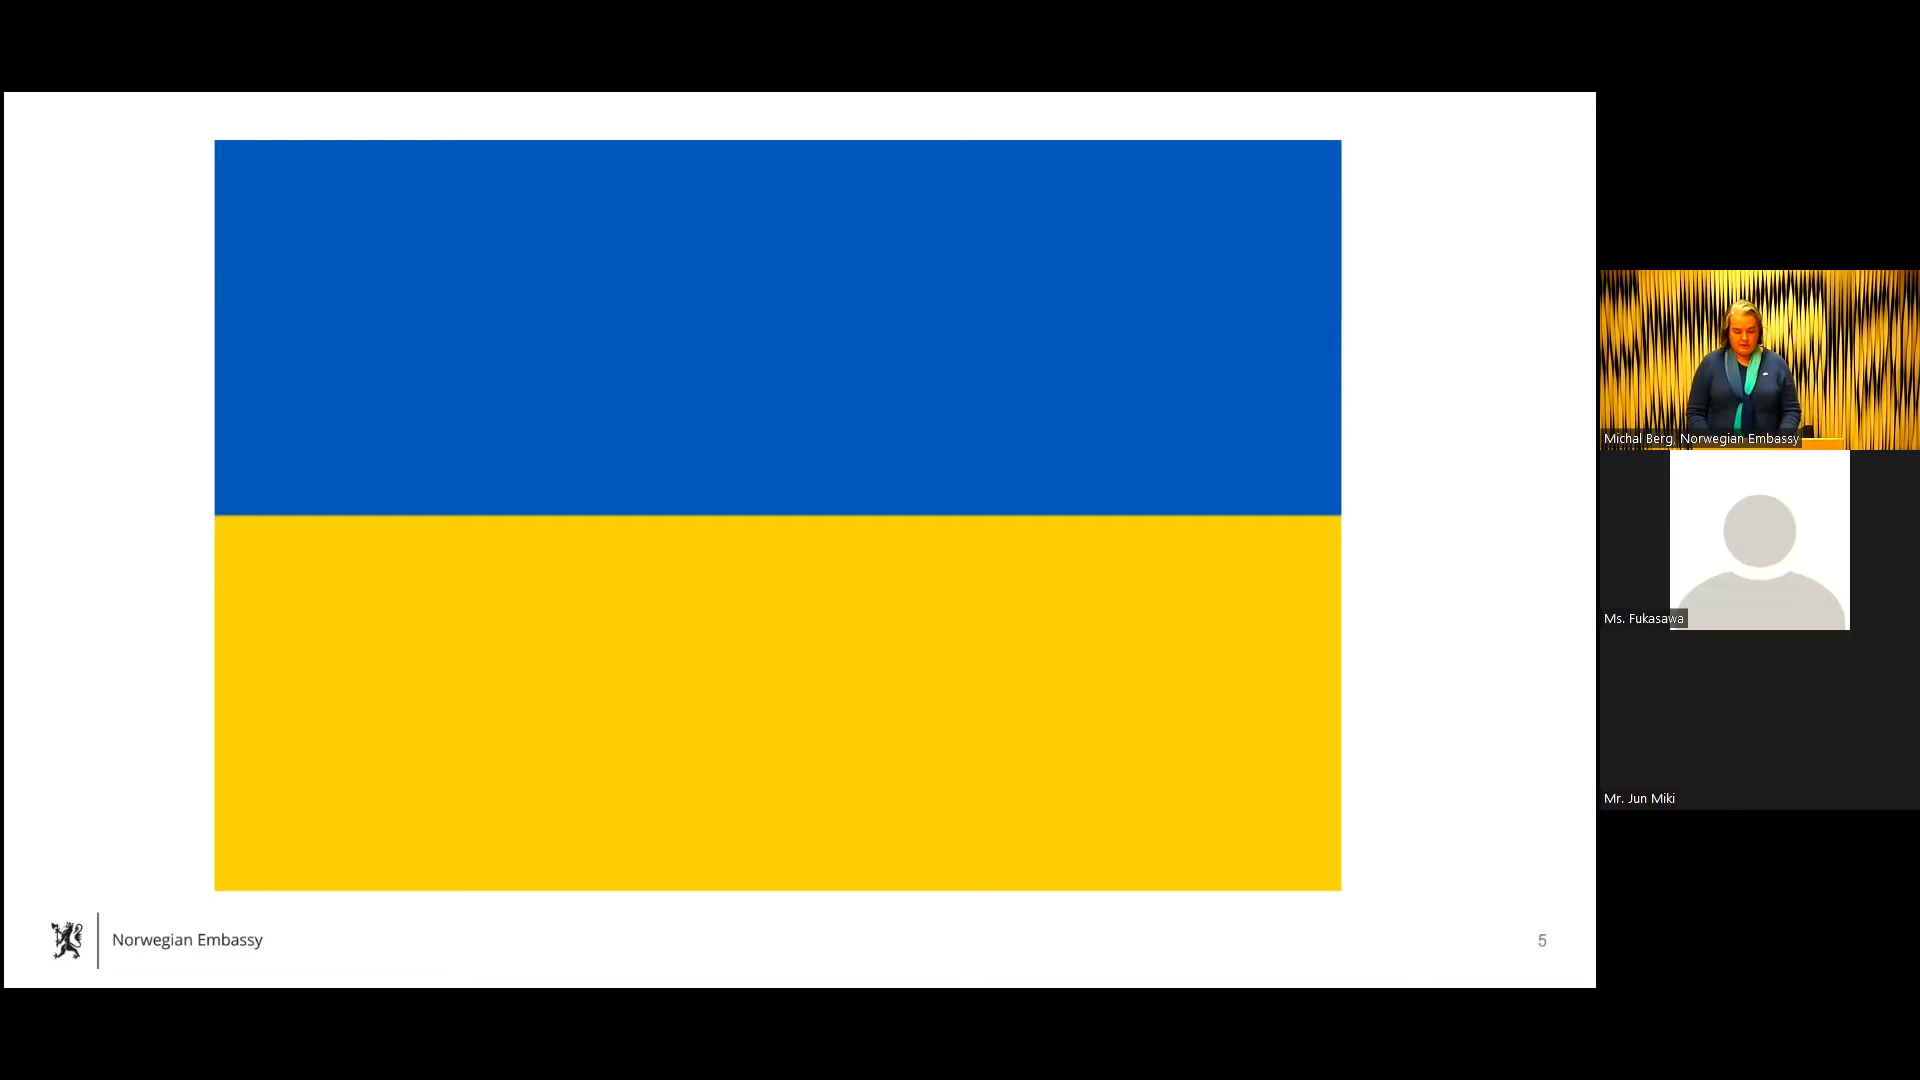 Norwegian Embassy
5
Michal Berg, Norwegian Embassy
Ms. Fukasawa
Mr. Jun Miki